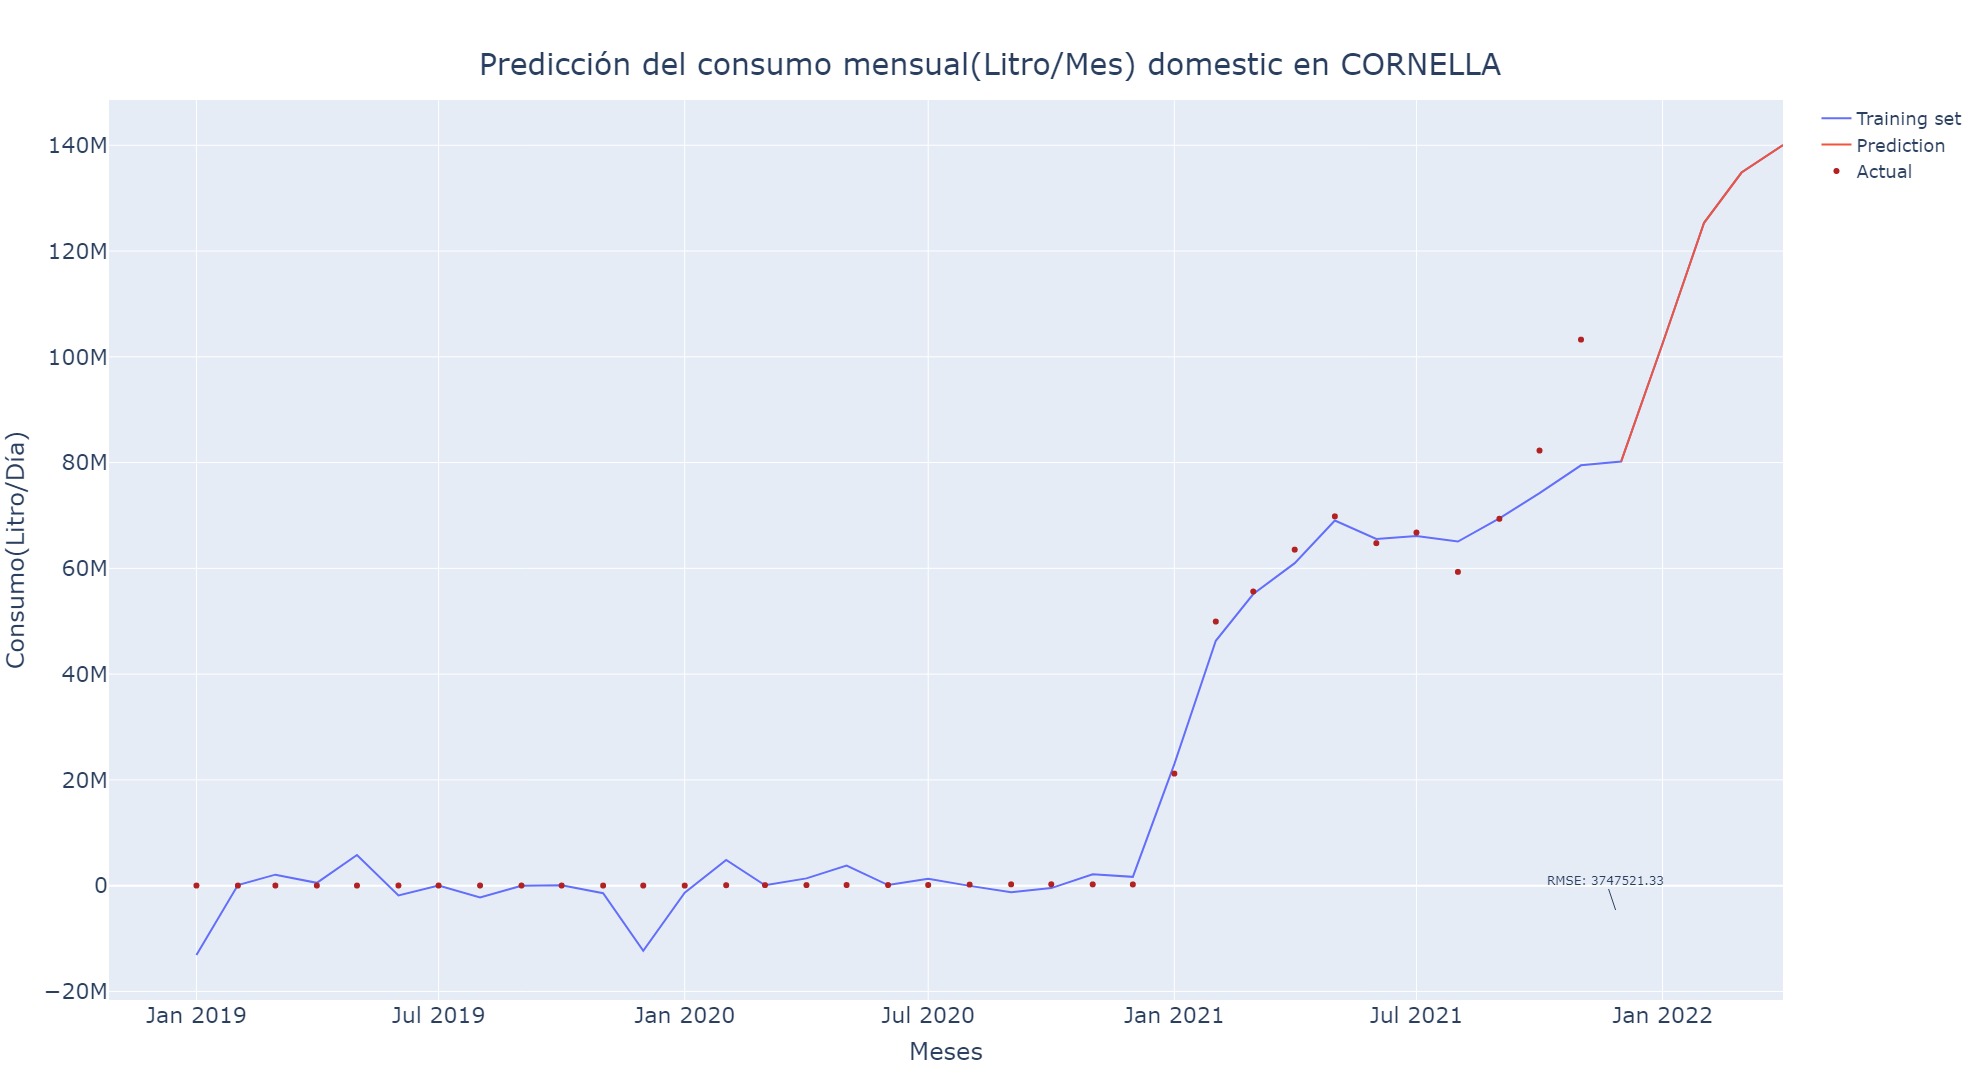 Predicción del consumo mensual(Litro/Mes) domestic en CORNELLA
Training set
Prediction
Actual
140M
120M
100M
80M
60M
40M
20M
0
−20M
Consumo(Litro/Día)
RMSE: 3747521.33
Jan 2019
Jul 2019
Jan 2020
Jul 2020
Jan 2021
Jul 2021
Jan 2022
Meses